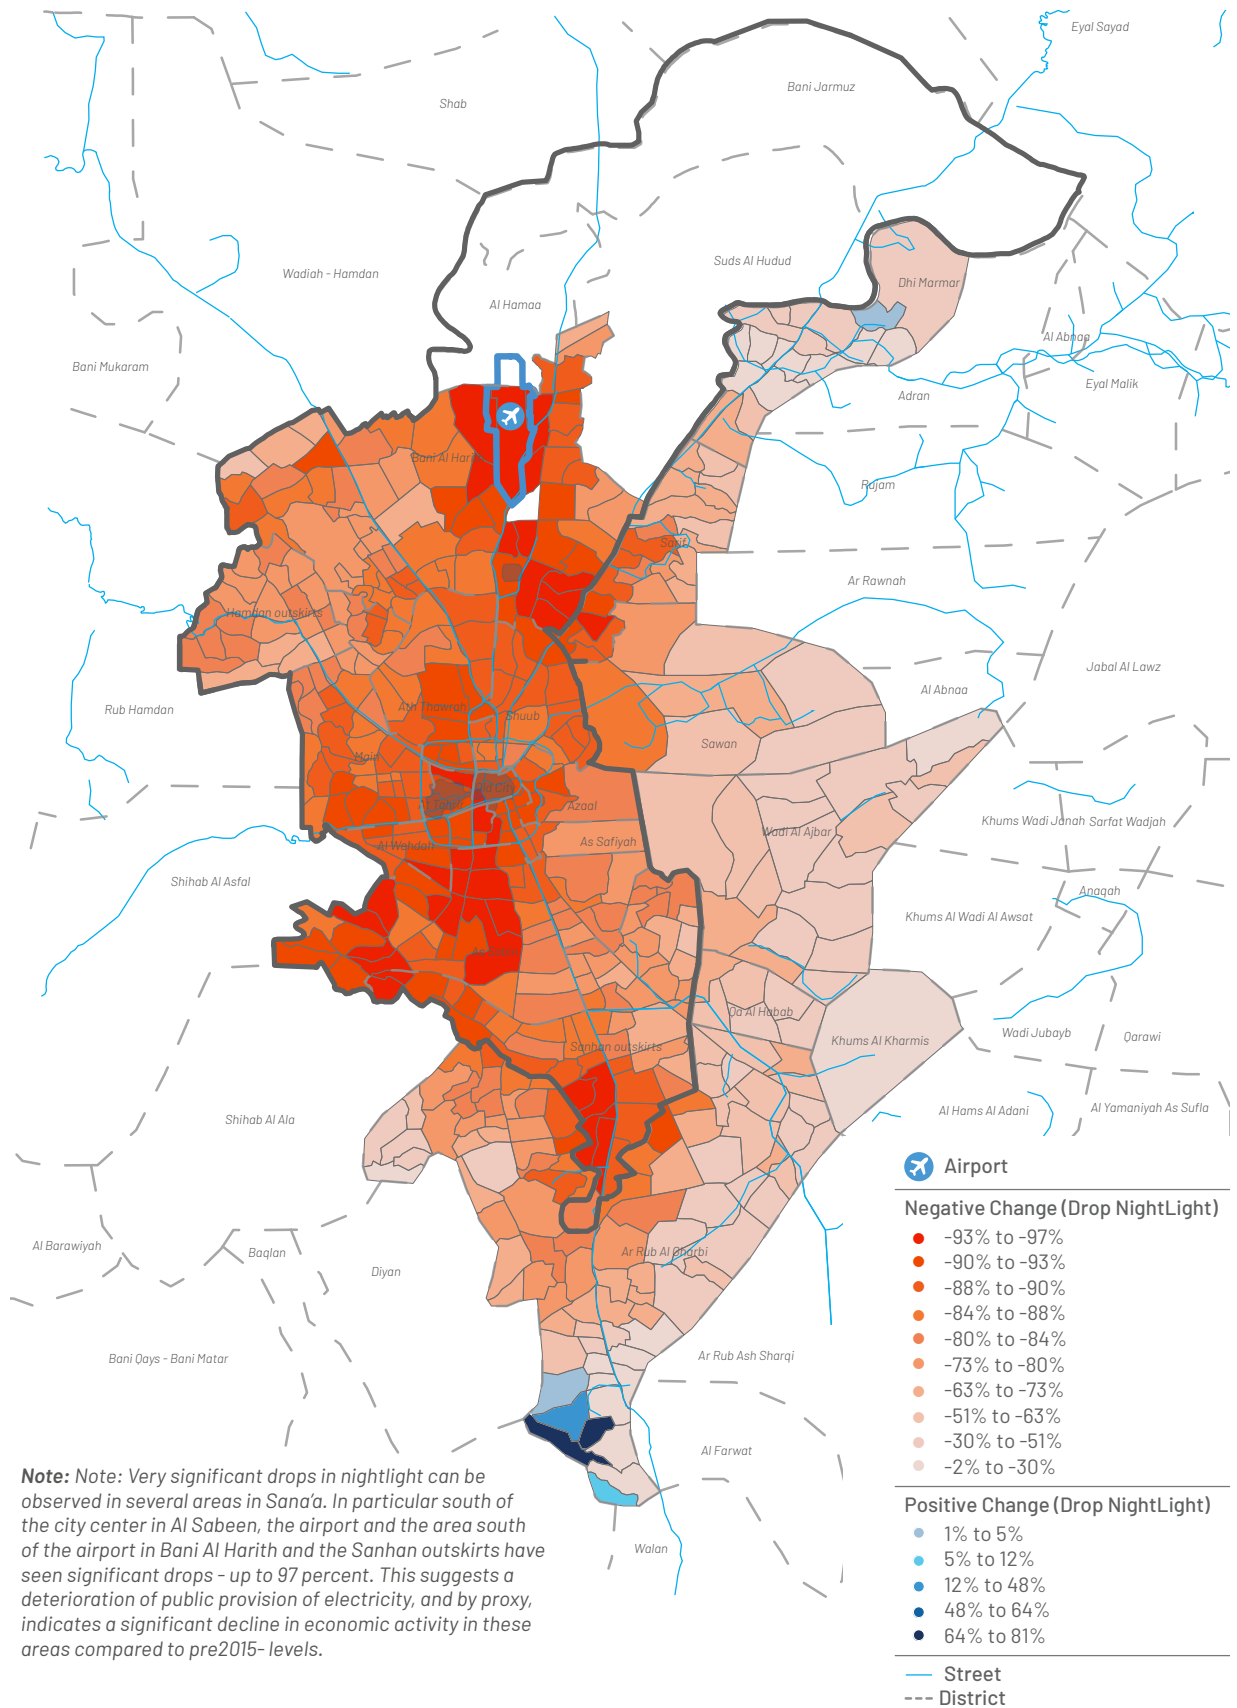 Eyal Sayad
Bani Jarmuz
Shab
Suds Al Hudud
Wadiah - Hamdan
Dhi Marmar
Al Hamaa
Al Abnaa
Bani Mukaram
Eyal Malik
Adran
Bani Al Hari
Rujam
Sarif
Ar Rawnah
Hamdan outskirts
Jabal Al Lawz
Al Abnaa
Rub Hamdan
Ath Thawrah
Shuub
Sawan
Main
Old City
At Tahrir
Azaal
Khums Wadi Janah
Sarfat Wadjah
Wadi Al Ajbar
As Safiyah
Al Wehdah
Shihab Al Asfal
Anaqah
Khums Al Wadi Al Awsat
Qa Al Habab
Wadi Jubayb
Qarawi
Khums Al Kharmis
Sanhan outskirts
Al Hams Al Adani
Al Yamaniyah As Sufla
Shihab Al Ala
Al Barawiyah
Baqlan
Ar Rub Al Gharbi
Diyan
Bani Qays - Bani Matar
Ar Rub Ash Sharqi
Al Farwat
Walan
Airport
Negative Change (Drop NightLight)
-93% to -97%
-90% to -93%
-88% to -90%
-84% to -88%
-80% to -84%
-73% to -80%
-63% to -73%
-51% to -63%
-30% to -51%
-2% to -30%
Positive Change (Drop NightLight)
1% to 5%
5% to 12%
12% to 48%
48% to 64%
64% to 81%
Street
District
Note: Note: Very significant drops in nightlight can be
observed in several areas in Sana’a. In particular south of
the city center in Al Sabeen, the airport and the area south
of the airport in Bani Al Harith and the Sanhan outskirts have
seen significant drops - up to 97 percent. This suggests a
deterioration of public provision of electricity, and by proxy,
indicates a significant decline in economic activity in these
areas compared to pre2015- levels.